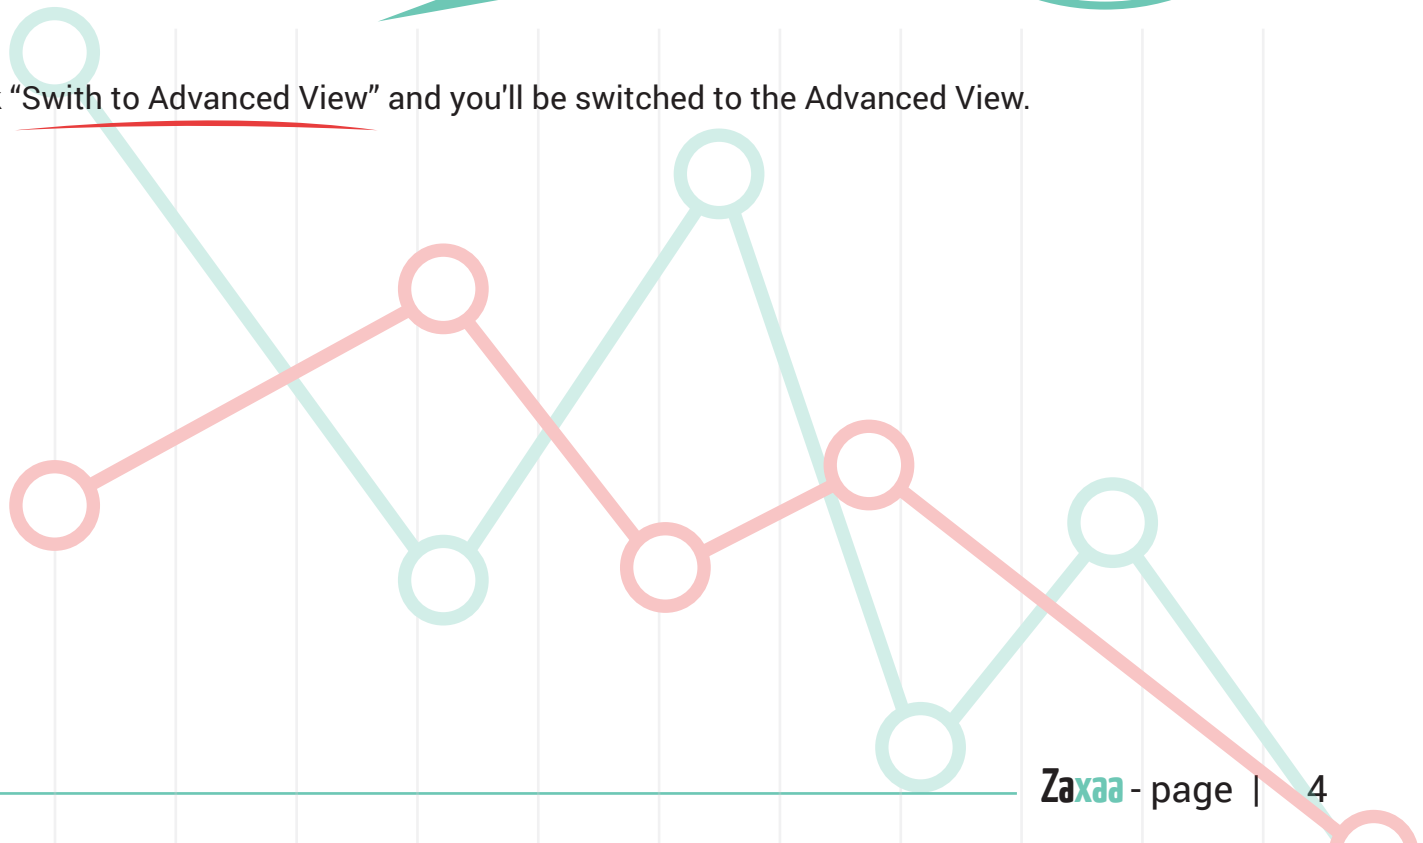 “Swith to Advanced View” and you'll be switched to the Advanced View.
Zaxaa - page | 4